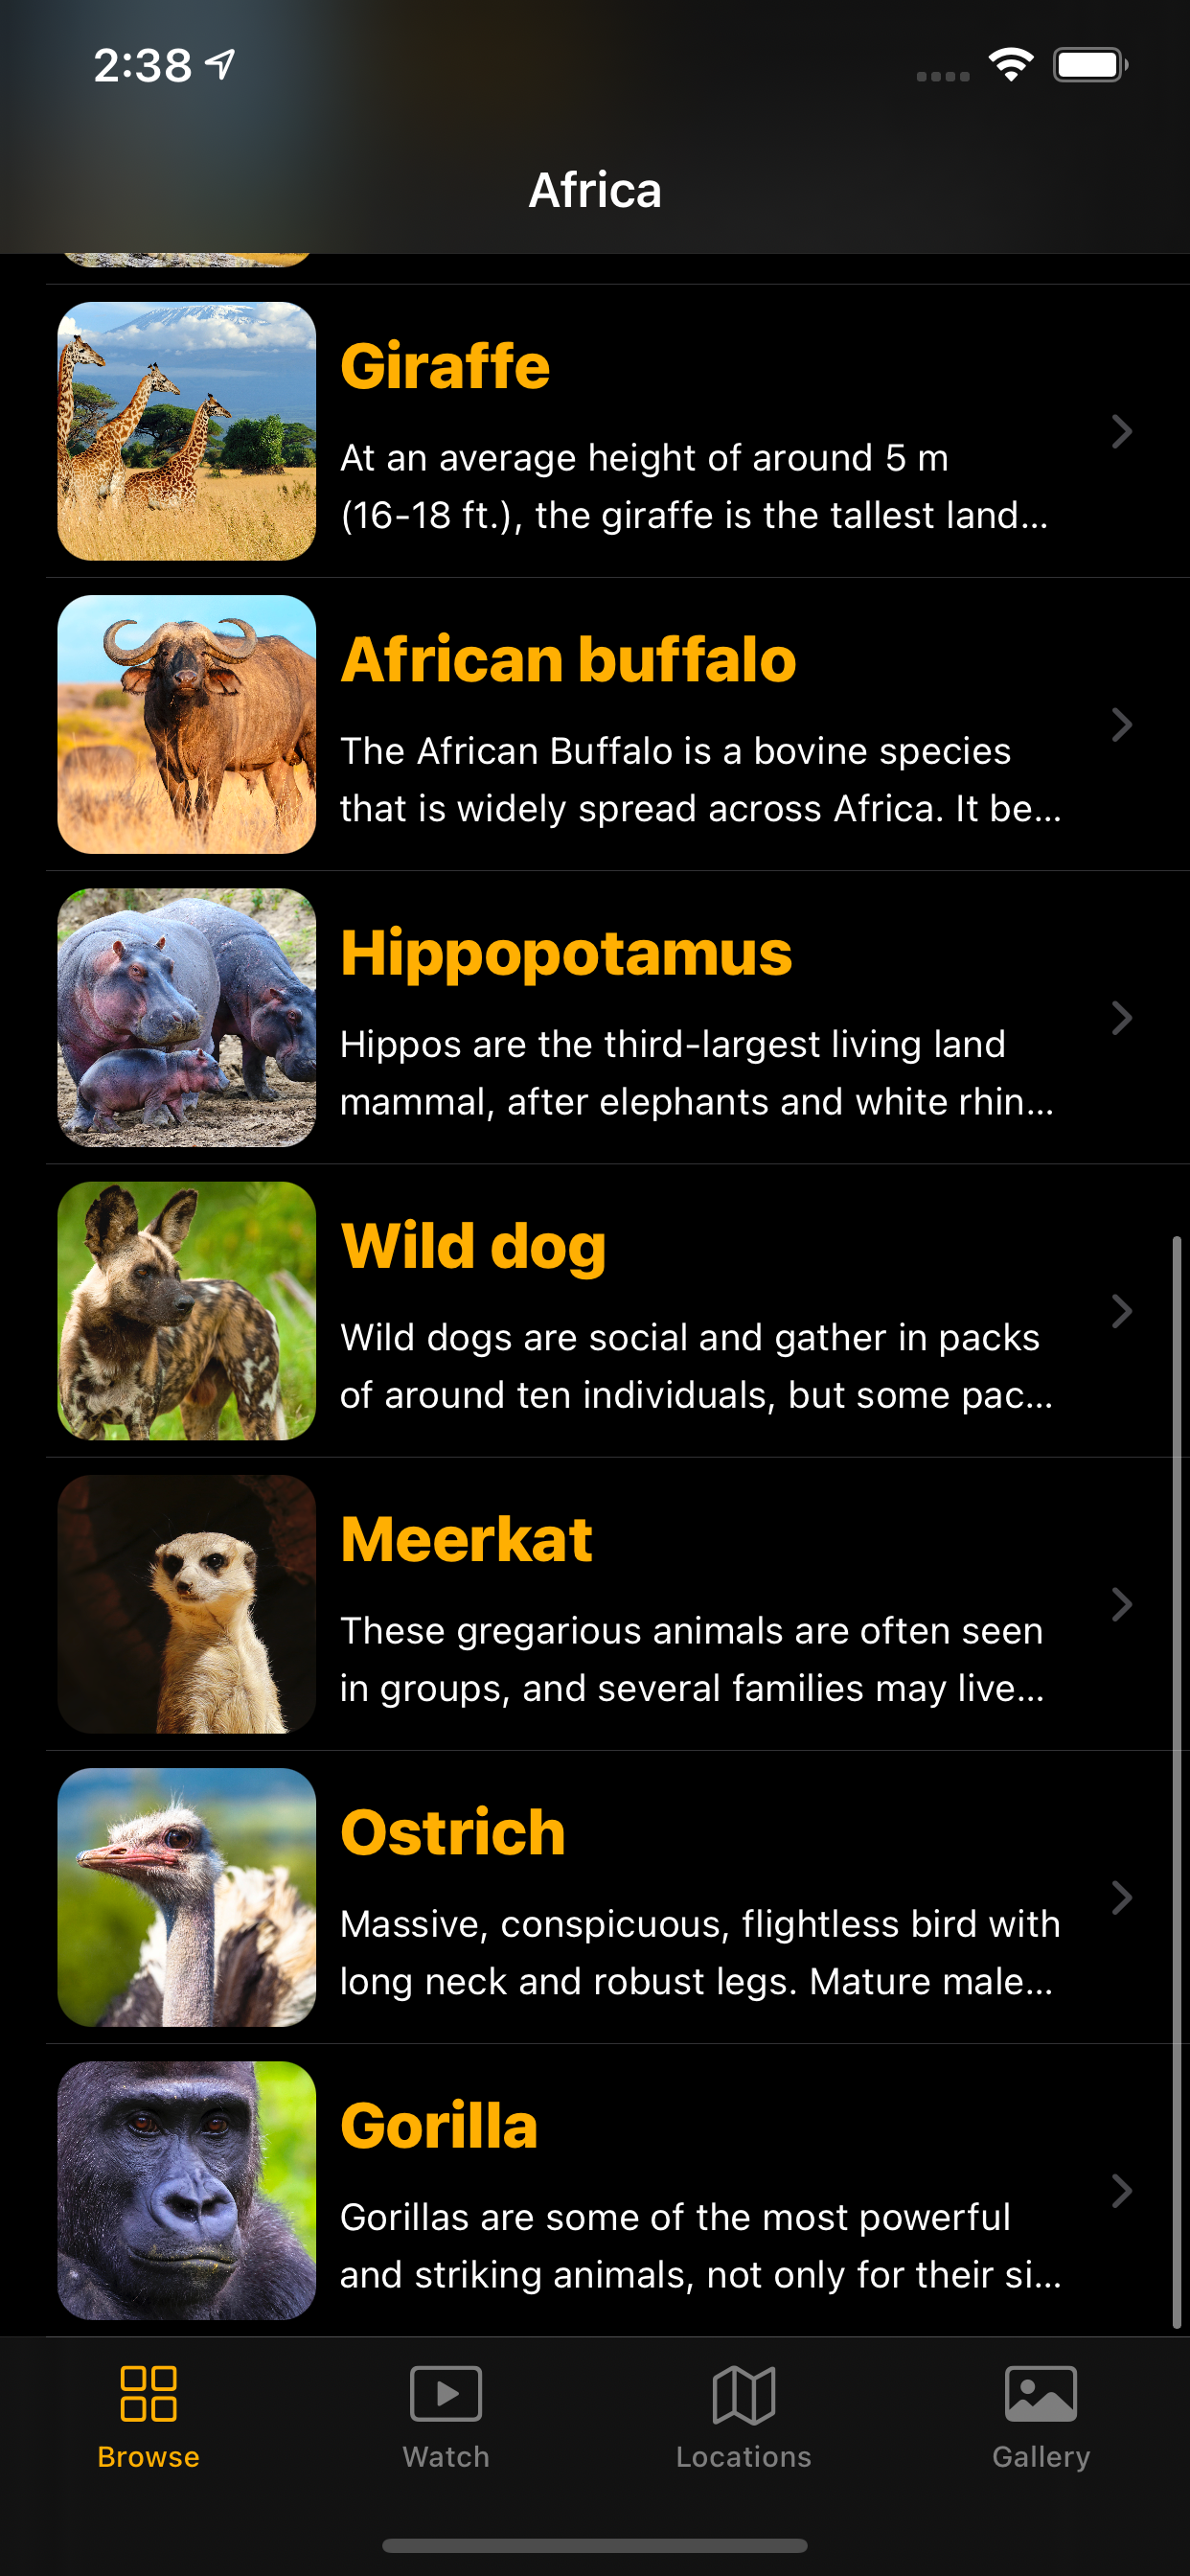 2:38
Africa
Giraffe
At an average height of around 5 m
(16-18 ft.), the giraffe is the tallest land...
African buffalo
The African Buffalo is a bovine species
that is widely spread across Africa. It be...
Hippopotamus
Hippos are the third-largest living land
mammal, after elephants and white rhin...
Wild dog
Wild dogs are social and gather in packs
of around ten individuals, but some pac...
Meerkat
These gregarious animals are often seen
in groups, and several families may live...
Ostrich
Massive, conspicuous, flightless bird with
long neck and robust legs. Mature male...
Gorilla
Gorillas are some of the most powerful
and striking animals, not only for their si...
Browse
Watch
Locations
Gallery